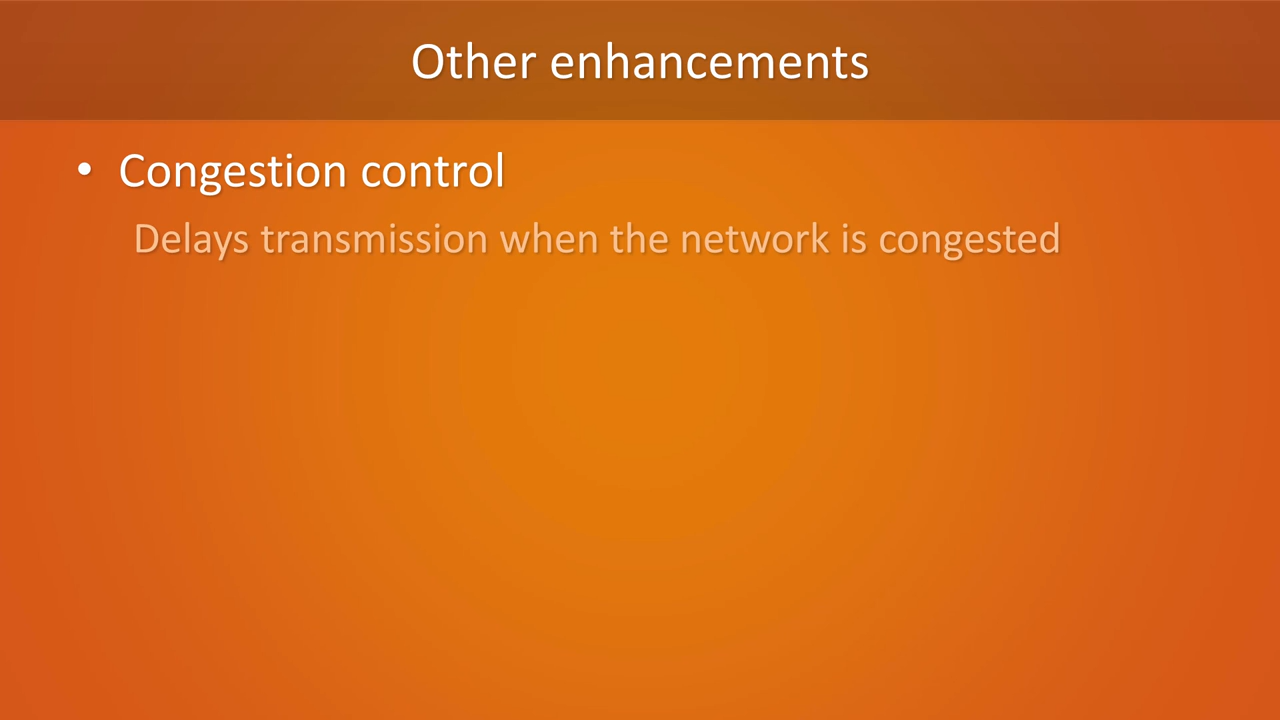 Other enhancements
• Congestion control
Delays transmission when the network is congested